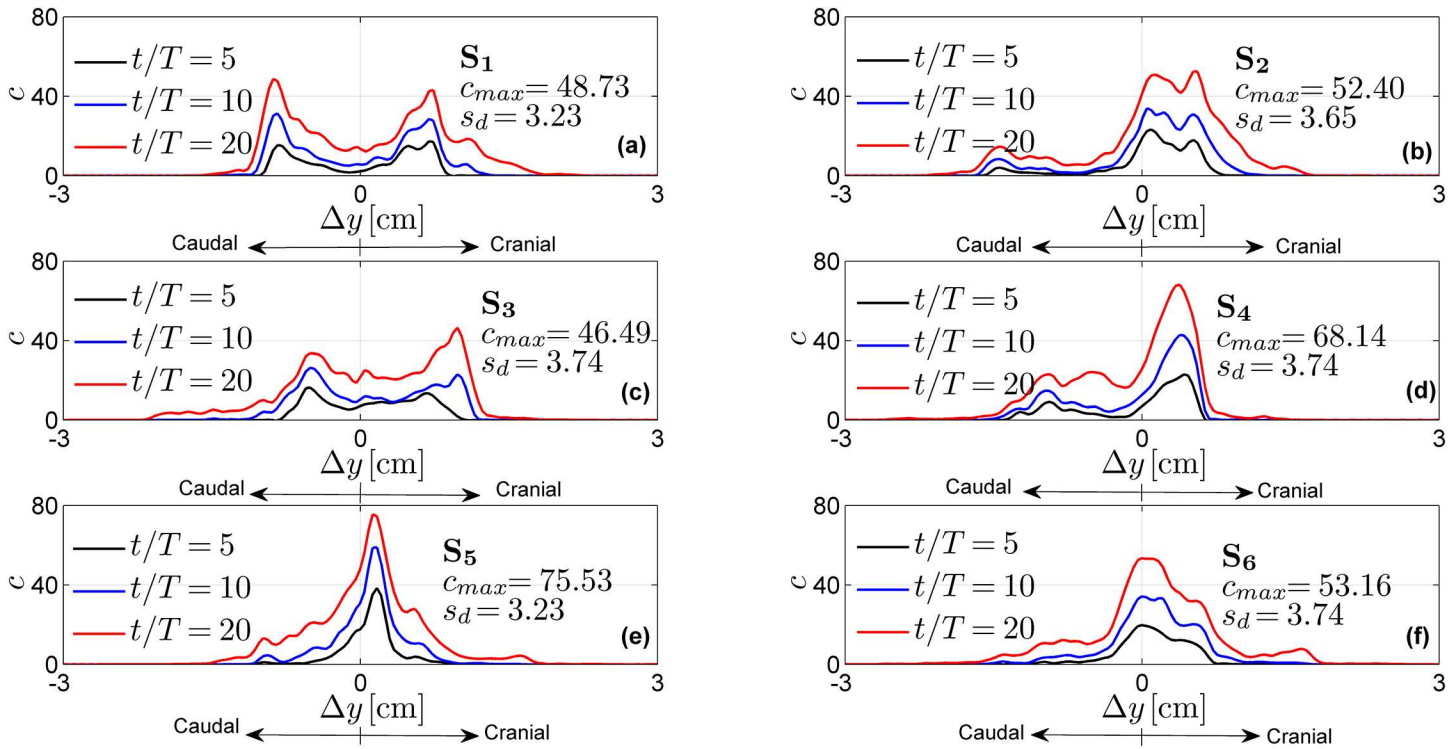 80
40
0
c
t/T = 5
t/T = 10
t/T = 20
S1
cmax= 48.73
sd = 3.23
(a)
-3
0
3
Δy [cm]
Caudal
Cranial
80
40
0
c
t/T = 5
t/T = 10
t/T = 20
S2
cmax= 52.40
sd = 3.65
(b)
-3
0
3
Δy [cm]
Caudal
Cranial
80
40
0
c
t/T = 5
t/T = 10
t/T = 20
S3
cmax= 46.49
sd = 3.74
(c)
-3
0
3
Δy [cm]
Caudal
Cranial
80
40
0
c
t/T = 5
t/T = 10
t/T = 20
S4
cmax= 68.14
sd = 3.74
(d)
-3
0
3
Δy [cm]
Caudal
Cranial
80
40
0
c
t/T = 5
t/T = 10
t/T = 20
S5
cmax= 75.53
sd = 3.23
(e)
-3
0
3
Δy [cm]
Caudal
Cranial
80
40
0
c
t/T = 5
t/T = 10
t/T = 20
S6
cmax= 53.16
sd = 3.74
(f)
-3
0
3
Δy [cm]
Caudal
Cranial